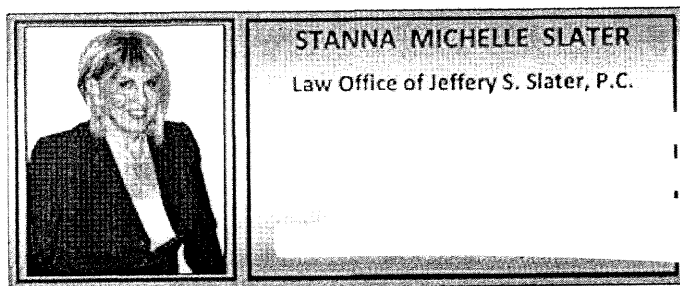 STANNA MICHELLE SLATER
Law Office of Jeffery S. Slater, P.C.